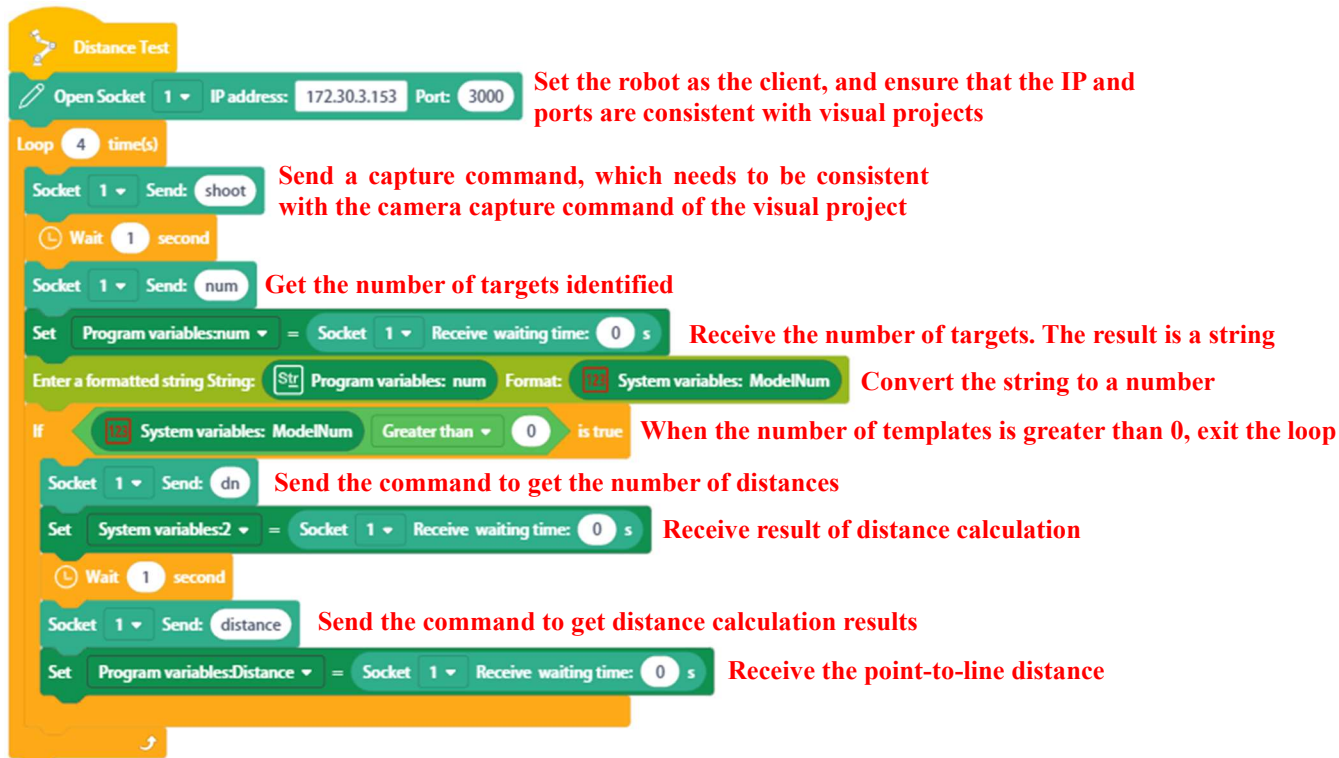 Distance Test
Open Socket 1 IP address: 172.30.3.153 Port: 3000
Set the robot as the client, and ensure that the IP and
ports are consistent with visual projects
Loop 4 time(s)
Socket 1 Send: shoot
Send a capture command, which needs to be consistent
with the camera capture command of the visual project
Wait 1 second
Socket 1 Send: num Get the number of targets identified
Set Program variables:num = Socket 1 Receive waiting time: 0 s Receive the number of targets. The result is a string
Enter a formatted string String: Str Program variables: num Format: 123 System variables: ModelNum Convert the string to a number
If 123 System variables: ModelNum Greater than 0 is true When the number of templates is greater than 0, exit the loop
Socket 1 Send: dn Send the command to get the number of distances
Set System variables:2 = Socket 1 Receive waiting time: 0 s Receive result of distance calculation
Wait 1 second
Socket 1 Send: distance Send the command to get distance calculation results
Set Program variables:Distance = Socket 1 Receive waiting time: 0 s Receive the point-to-line distance